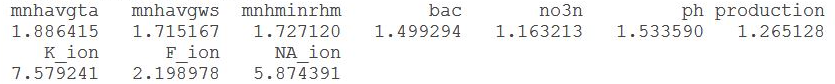 mnhavgta mnhavgws mnhminrhm bac no3n ph production
1.886415 1.715167 1.727120 1.499294 1.163213 1.533590 1.265128
K_ion F_ion NA_ion
7.579241 2.198978 5.874391